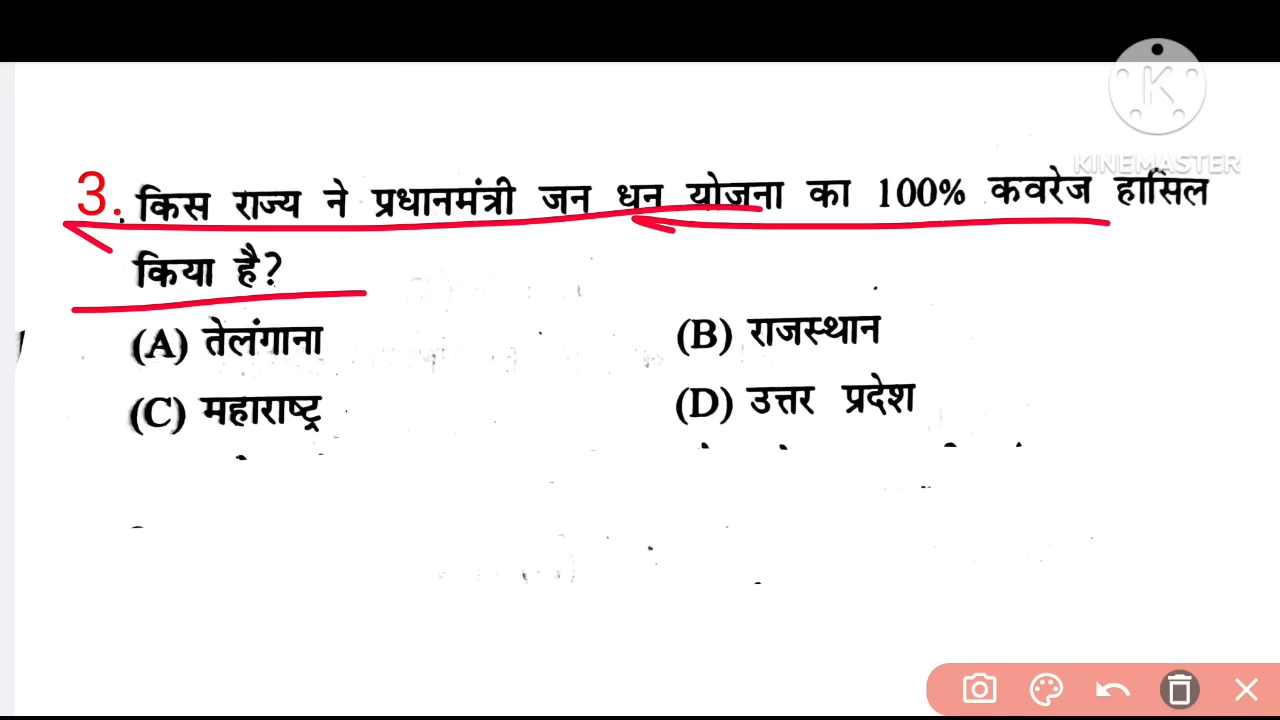 KINEMASTER
3. किस राज्य ने प्रधानमंत्री जन धन योजना का 100% कवरेज हासिल
किया है?
(A) तेलंगाना
(B) राजस्थान
(C) महाराष्ट्र
(D) उत्तर प्रदेश